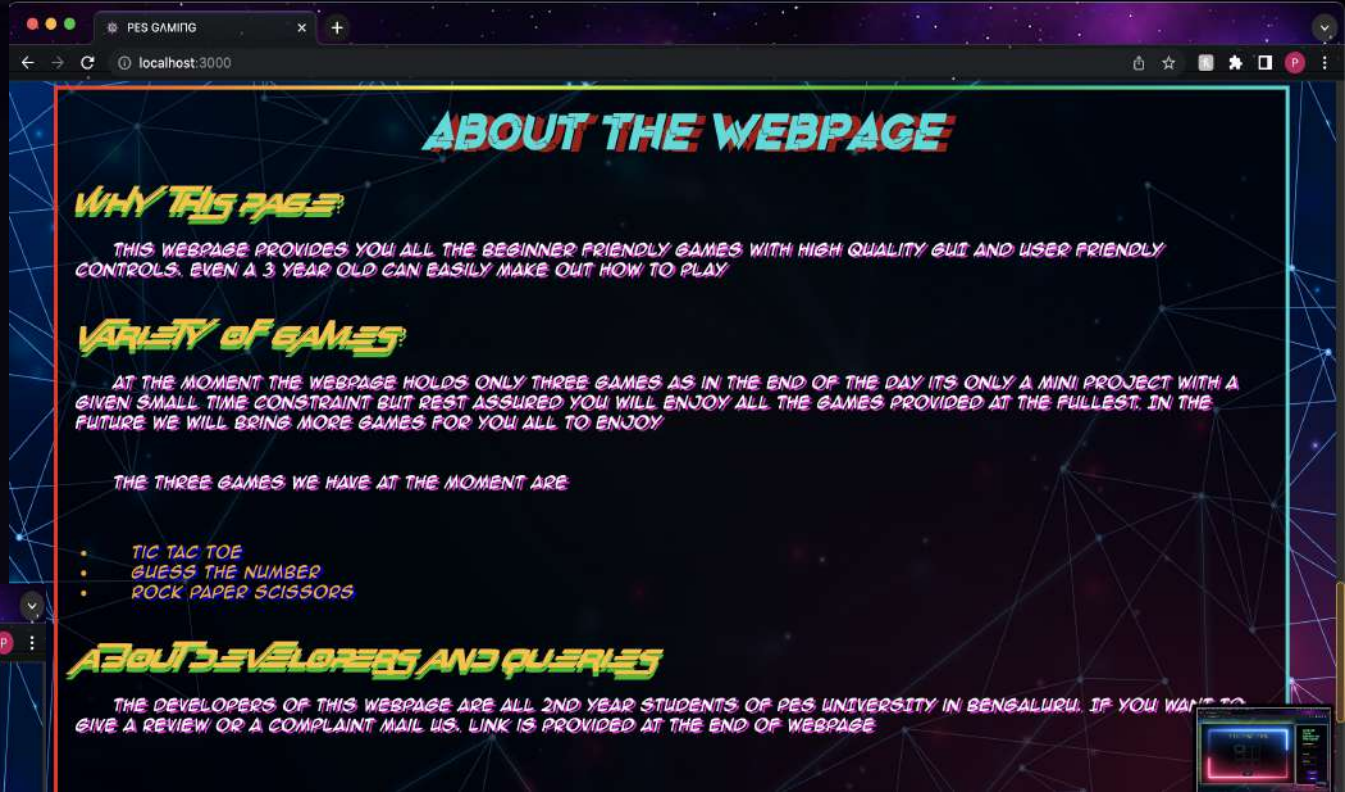 PES GAMING
localhost:3000
ABOUT THE WEBPAGE
WHY THIS PAGE?
THIS WEBPAGE PROVIDES YOU ALL THE BEGINNER FRIENDLY GAMES WITH HIGH QUALITY GUI AND USER FRIENDLY
CONTROLS. EVEN A 3 YEAR OLD CAN EASILY MAKE OUT HOW TO PLAY
VARIETY OF GAMES?
AT THE MOMENT THE WEBPAGE HOLDS ONLY THREE GAMES AS IN THE END OF THE DAY ITS ONLY A MINI PROJECT WITH A
GIVEN SMALL TIME CONSTRAINT BUT REST ASSURED YOU WILL ENJOY ALL THE GAMES PROVIDED AT THE FULLEST. IN THE
FUTURE WE WILL BRING MORE GAMES FOR YOU ALL TO ENJOY
THE THREE GAMES WE HAVE AT THE MOMENT ARE
• TIC TAC TOE
• GUESS THE NUMBER
• ROCK PAPER SCISSORS
ABOUT DEVELOPERS AND QUERIES
THE DEVELOPERS OF THIS WEBPAGE ARE ALL 2ND YEAR STUDENTS OF PES UNIVERSITY IN BENGALURU. IF YOU WANT TO
GIVE A REVIEW OR A COMPLAINT MAIL US. LINK IS PROVIDED AT THE END OF WEBPAGE